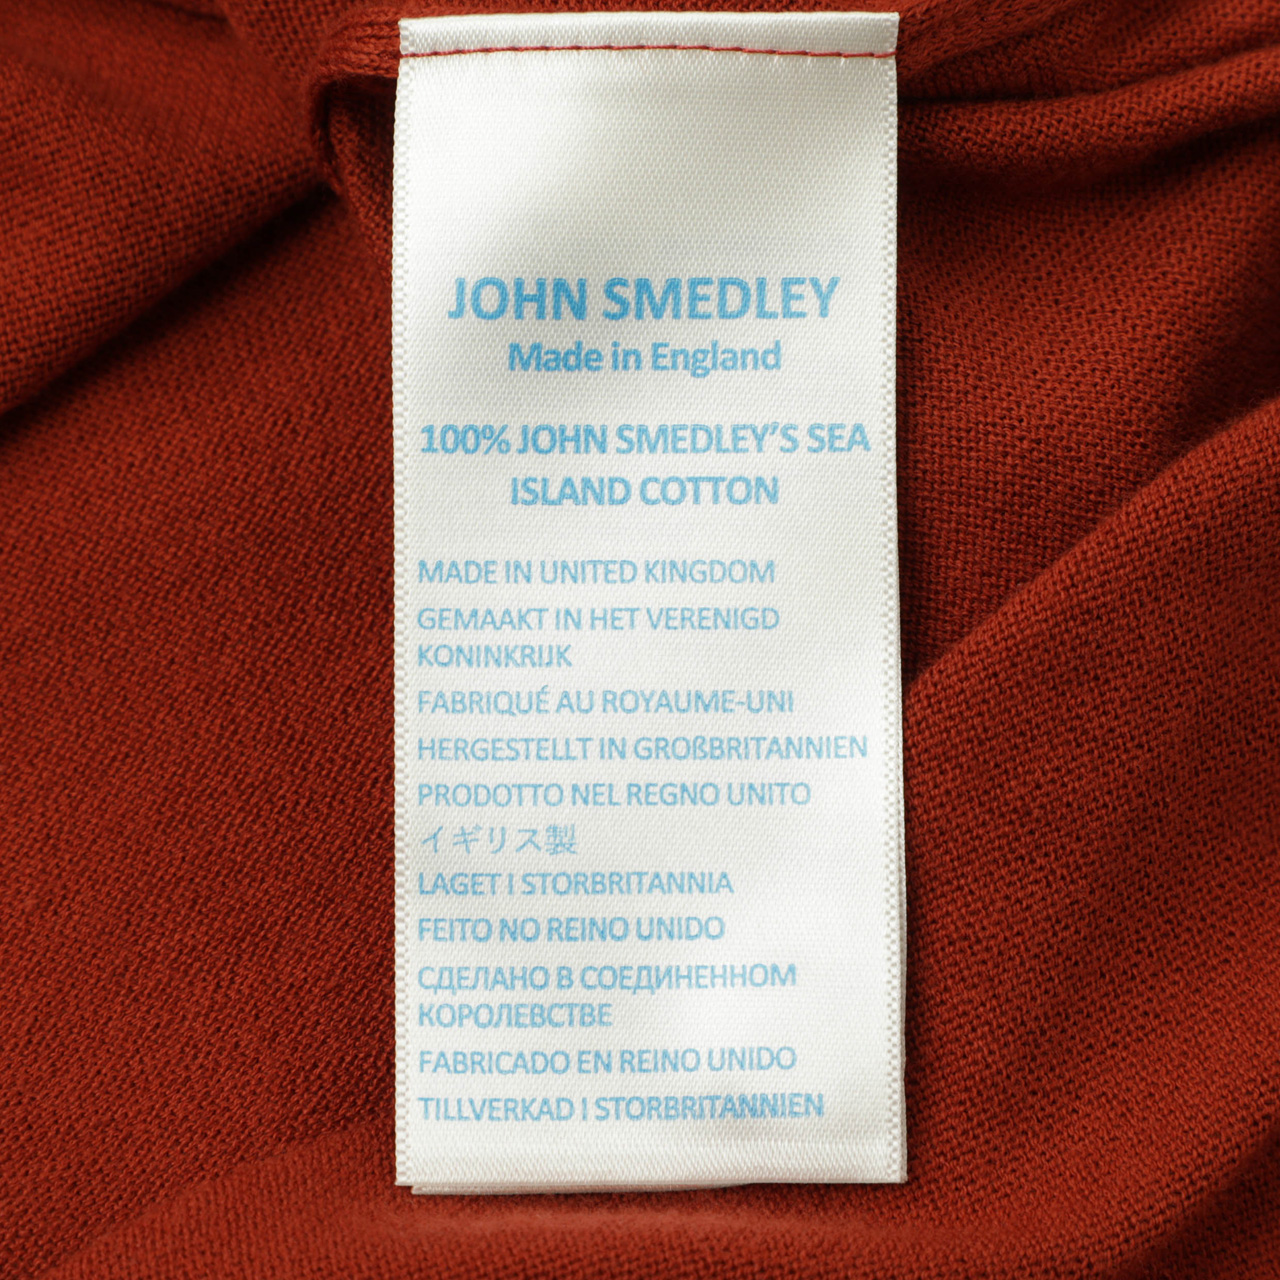 JOHN SMEDLEY
Made in England
100% JOHN SMEDLEY’S SEA
ISLAND COTTON
MADE IN UNITED KINGDOM
GEMAAKT IN HET VERENIGD
KONINKRIJK
FABRIQUÉ AU ROYAUME-UNI
HERGESTELLT IN GROßBRITANNIEN
PRODOTTO NEL REGNO UNITO
イギリス製
LAGET I STORBRITANNIA
FEITO NO REINO UNIDO
СДЕЛАНО В СОЕДИНЕННОМ
КОРОЛЕВСТВЕ
FABRICADO EN REINO UNIDO
TILLVERKAD I STORBRITANNIEN